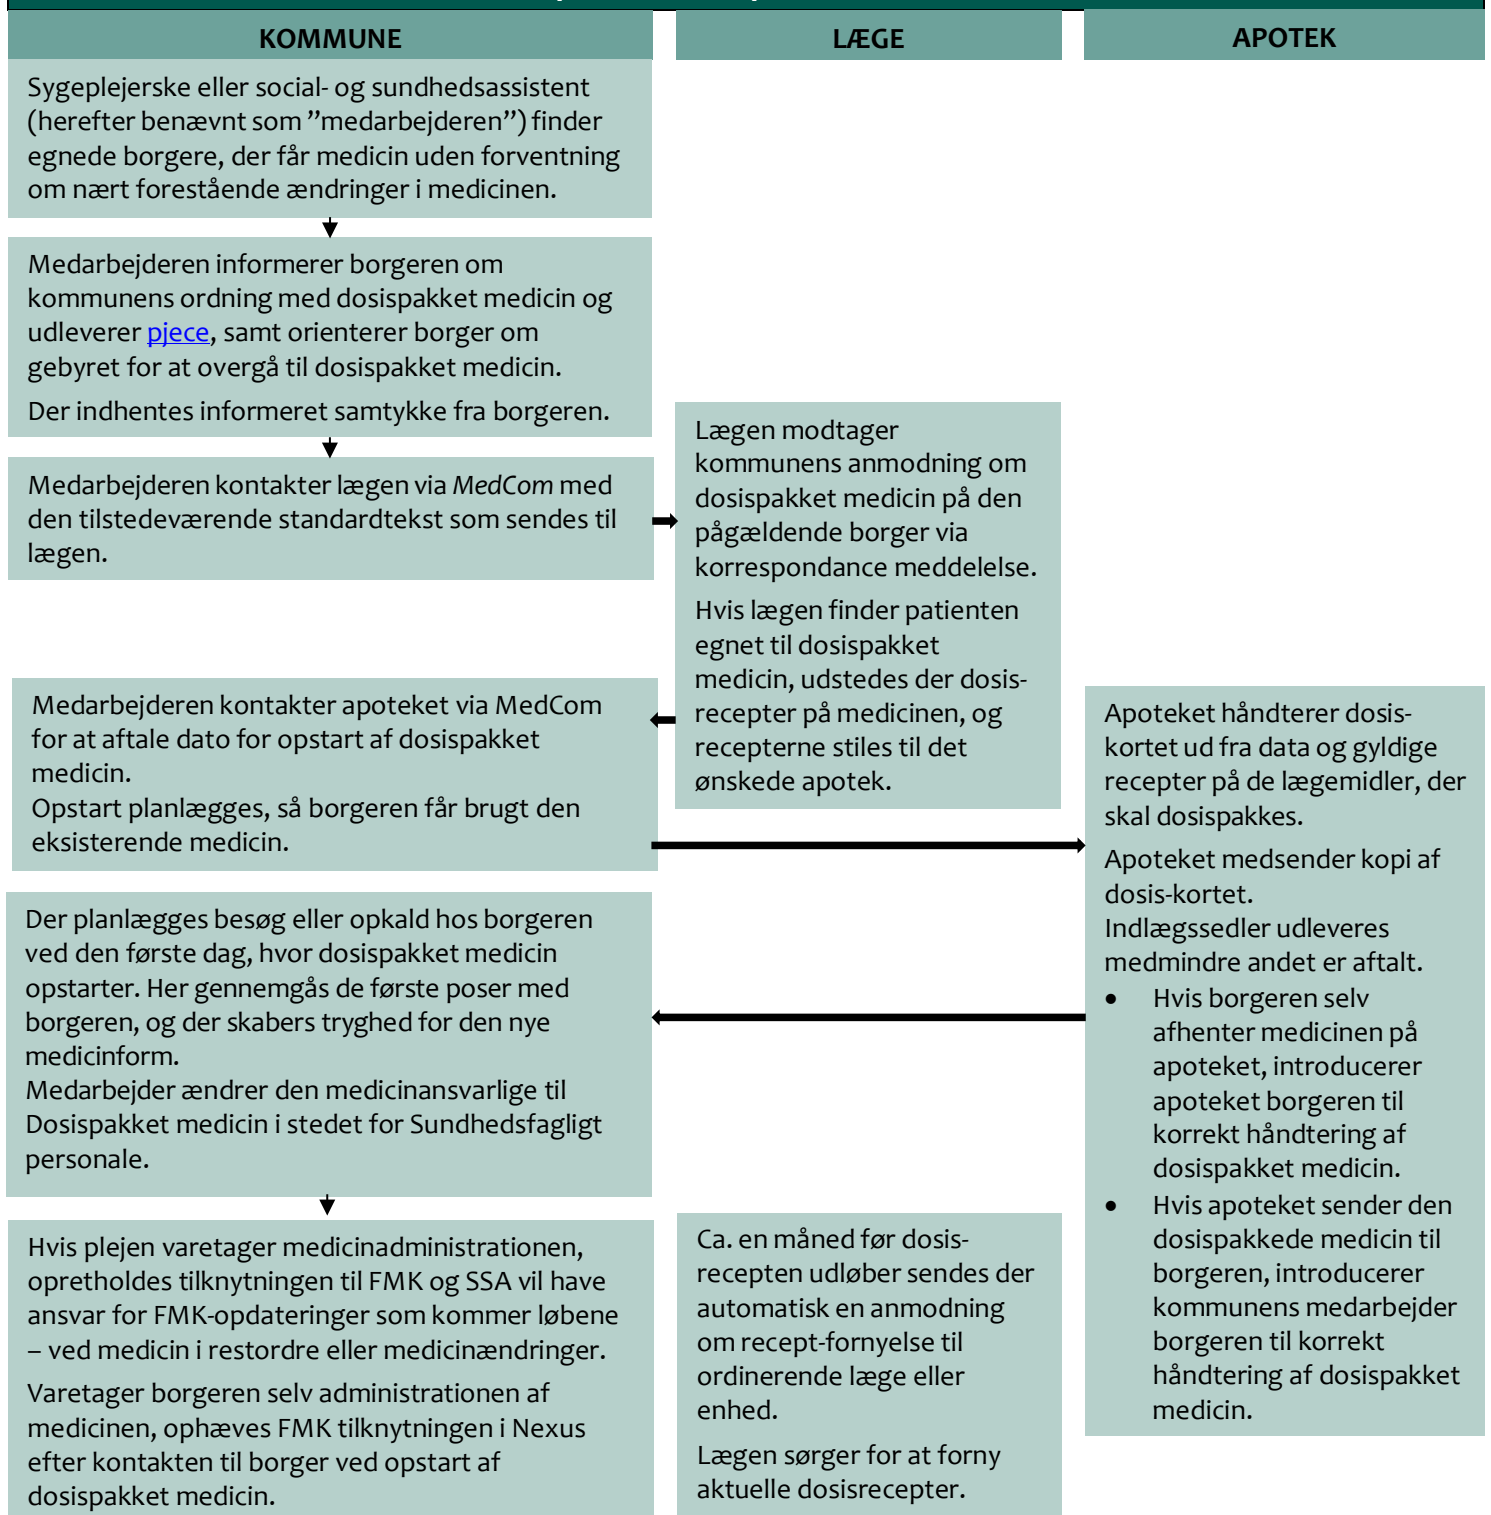 KOMMUNE
LÆGE
APOTEK
Sygeplejerske eller social- og sundhedsassistent
(herefter benævnt som ”medarbejderen”) finder
egnede borgere, der får medicin uden forventning
om nært forestående ændringer i medicinen.
Medarbejderen informerer borgeren om
kommunens ordning med dosispakket medicin og
udleverer pjece, samt orienterer borger om
gebyret for at overgå til dosispakket medicin.
Der indhentes informeret samtykke fra borgeren.
Medarbejderen kontakter lægen via MedCom med
den tilstedeværende standardtekst som sendes til
lægen.
Lægen modtager
kommunens anmodning om
dosispakket medicin på den
pågældende borger via
korrespondance meddelelse.
Hvis lægen finder patienten
egnet til dosispakket
medicin, udstedes der dosis-
recepter på medicinen, og
recepterne stiles til det
ønskede apotek.
Medarbejderen kontakter apoteket via MedCom
for at aftale dato for opstart af dosispakket
medicin.
Opstart planlægges, så borgeren får brugt den
eksisterende medicin.
Apoteket håndterer dosis-
kortet ud fra data og gyldige
recepter på de lægemidler, der
skal dosispakkes.
Apoteket medsender kopi af
dosis-kortet.
Indlægssedler udleveres
medmindre andet er aftalt.
• Hvis borgeren selv
afhenter medicinen på
apoteket, introducerer
apoteket borgeren til
korrekt håndtering af
dosispakket medicin.
• Hvis apoteket sender den
dosispakkede medicin til
borgeren, introducerer
kommunens medarbejder
borgeren til korrekt
håndtering af dosispakket
medicin.
Der planlægges besøg eller opkald hos borgeren
ved den første dag, hvor dosispakket medicin
opstarter. Her gennemgås de første poser med
borgeren, og der skabers tryghed for den nye
medicinform.
Medarbejder ændrer den medicinansvarlige til
Dosispakket medicin i stedet for Sundhedsfagligt
personale.
Hvis plejen varetager medicinadministrationen,
opretholdes tilknytningen til FMK og SSA vil have
ansvar for FMK-opdateringer som kommer løbene
– ved medicin i restordre eller medicinændringer.
Varetager borgeren selv administrationen af
medicinen, ophæves FMK tilknytningen i Nexus
efter kontakten til borger ved opstart af
dosispakket medicin.
Ca. en måned før dosis-
recepten udløber sendes der
automatisk en anmodning
om recept-fornyelse til
ordinerende læge eller
enhed.
Lægen sørger for at forny
aktuelle dosisrecepter.